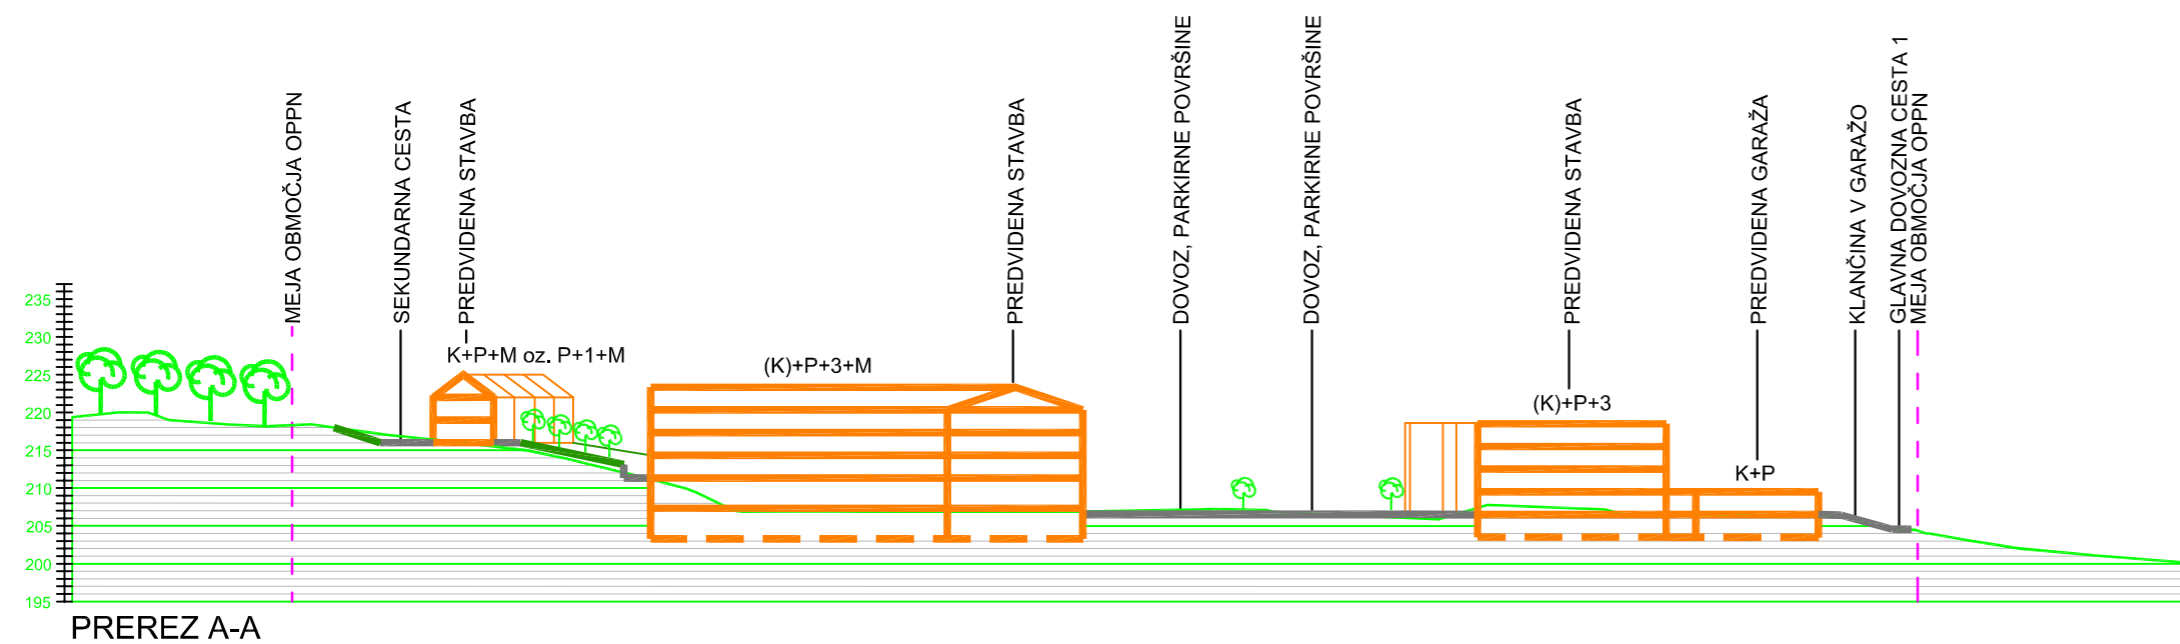 MEJA OBMOČJA OPPN
SEKUNDARNA CESTA
PREDVIDENA STAVBA
PREDVIDENA STAVBA
DOVOZ, PARKIRNE POVRŠINE
DOVOZ, PARKIRNE POVRŠINE
PREDVIDENA STAVBA
PREDVIDENA GARAŽA
KLANČINA V GARAŽO
GLAVNA DOVOZNA CESTA 1
MEJA OBMOČJA OPPN
K+P+M oz. P+1+M
(K)+P+3+M
(K)+P+3
K+P
235
230
225
220
215
210
205
200
195
PREREZ A-A